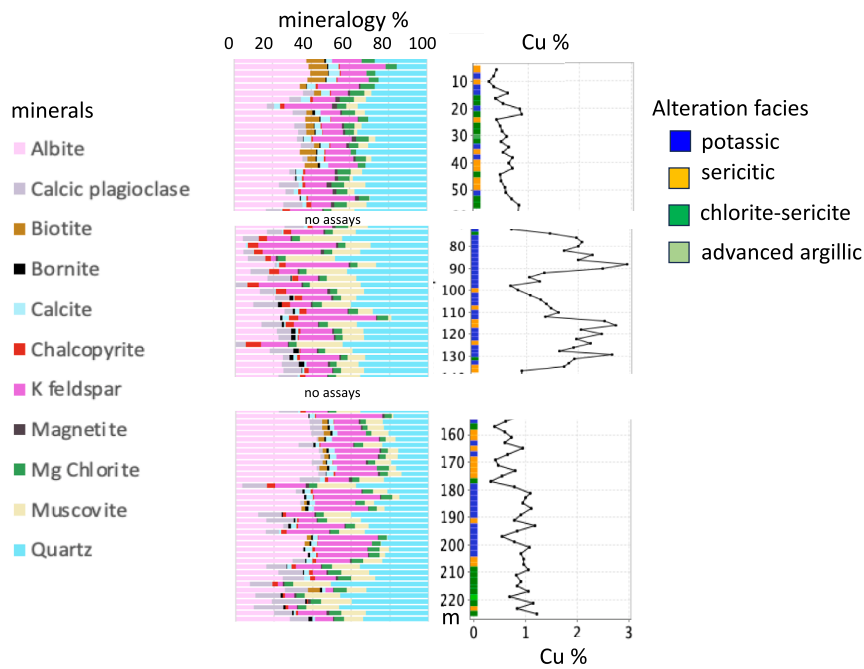 mineralogy %
0 20 40 60 80 100
Cu %
minerals
Albite
Calcic plagioclase
Biotite
Bornite
Calcite
Chalcopyrite
K feldspar
Magnetite
Mg Chlorite
Muscovite
Quartz
no assays
no assays
10
20
30
40
50
80
90
100
110
120
130
160
170
180
190
200
210
220
m
0 1 2 3
Cu %
Alteration facies
potassic
sericitic
chlorite-sericite
advanced argillic